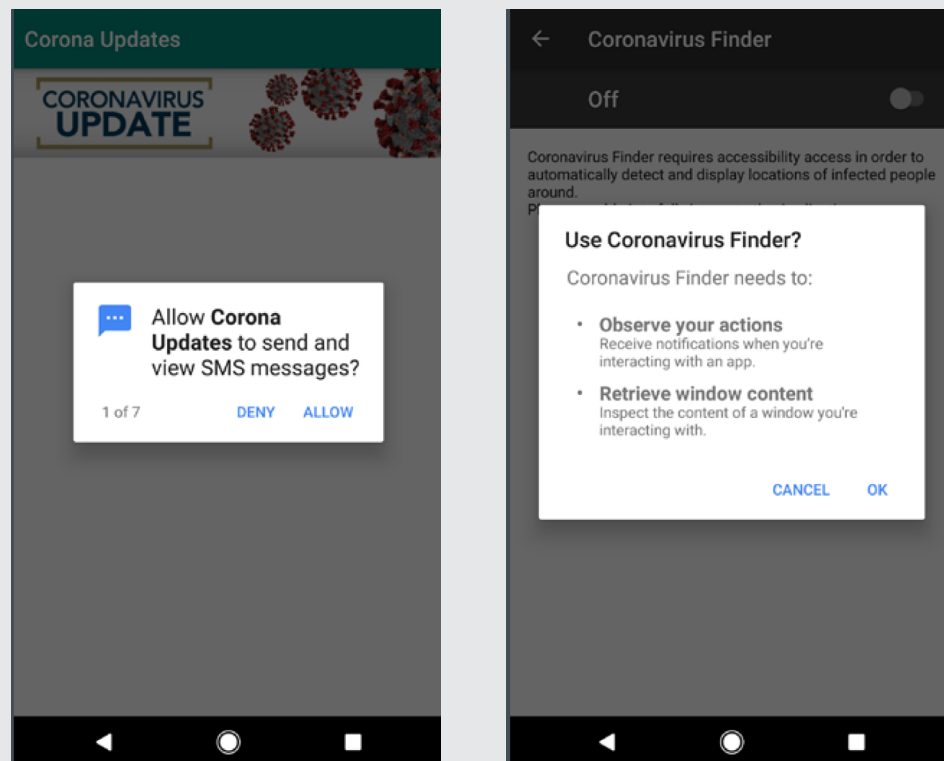 Corona Updates
CORONAVIRUS
UPDATE
Allow Corona
Updates to send and
view SMS messages?
1 of 7
DENY
ALLOW
Coronavirus Finder
Off
Coronavirus Finder requires accessibility access in order to
automatically detect and display locations of infected people
around.
Use Coronavirus Finder?
Coronavirus Finder needs to:
• Observe your actions
Receive notifications when you're
interacting with an app.
• Retrieve window content
Inspect the content of a window you're
interacting with.
CANCEL
OK